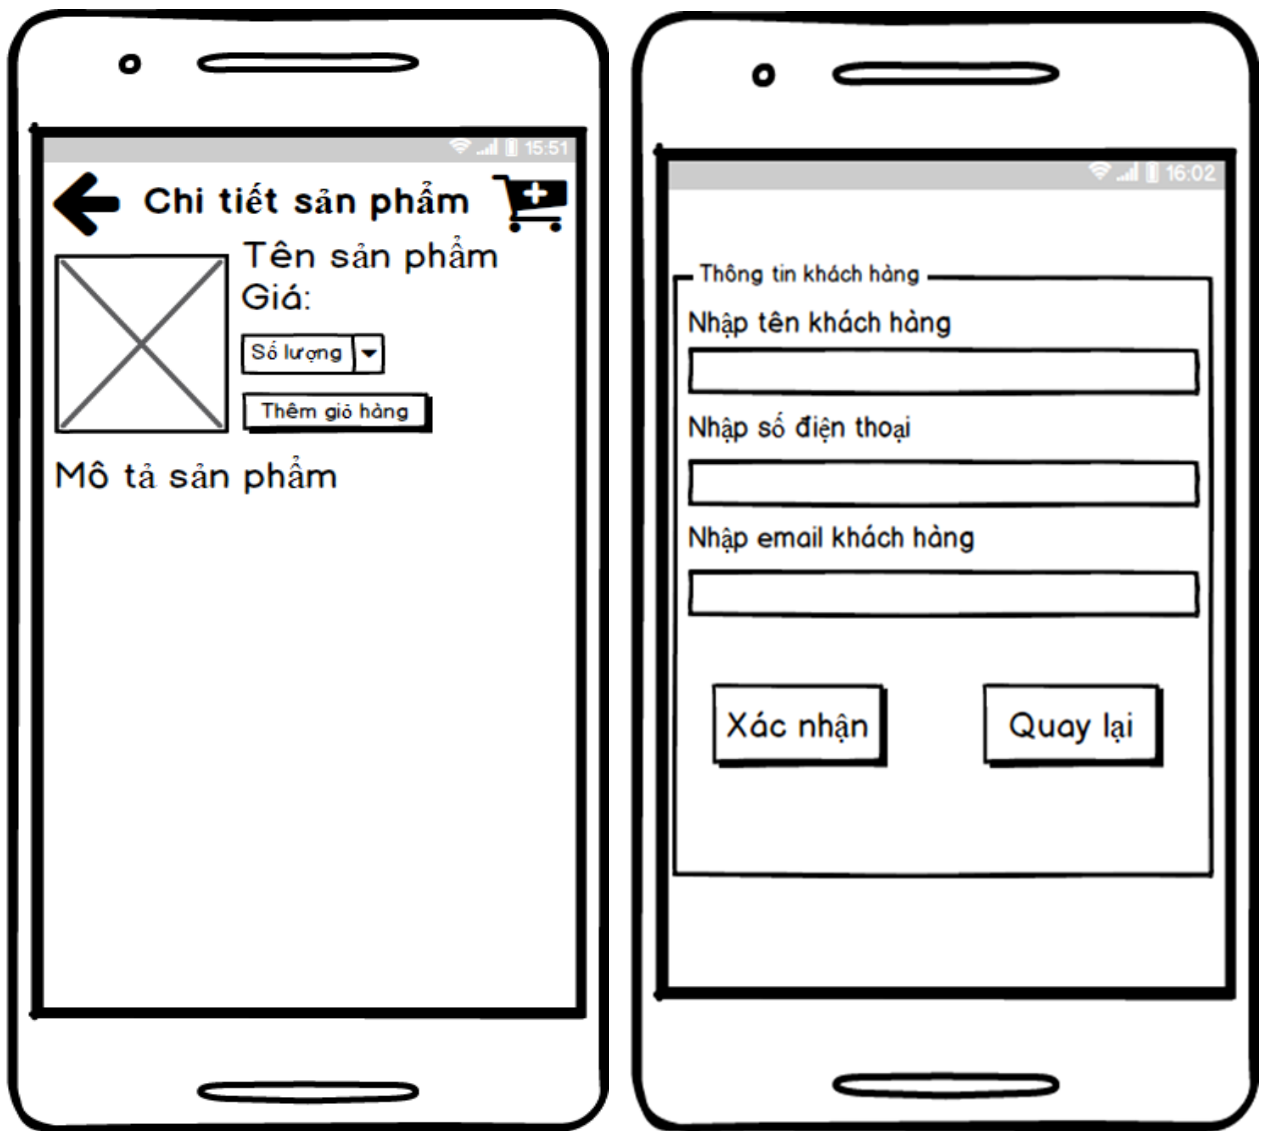 15:51
Chi tiết sản phẩm
Tên sản phẩm
Giá:
Số lượng
Thêm giỏ hàng
Mô tả sản phẩm
16:02
Thông tin khách hàng
Nhập tên khách hàng
Nhập số điện thoại
Nhập email khách hàng
Xác nhận
Quay lại